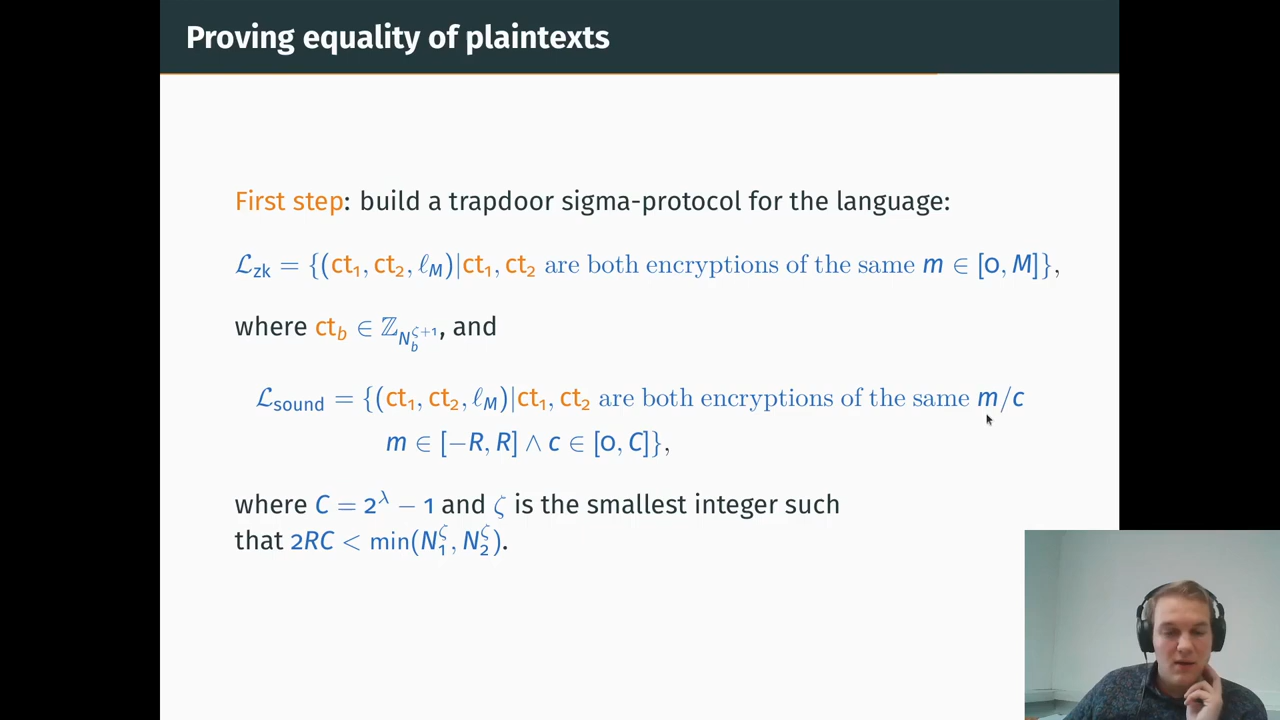 Proving equality of plaintexts
First step: build a trapdoor sigma-protocol for the language:
ℒ_zk = {(ct₁, ct₂, ℓ_M)|ct₁, ct₂ are both encryptions of the same m ∈ [0, M]},
where ct_b ∈ ℤ_{N_b^{ζ+1}}, and
ℒ_sound = {(ct₁, ct₂, ℓ_M)|ct₁, ct₂ are both encryptions of the same m/c
m ∈ [−R, R] ∧ c ∈ [0, C]},
where C = 2^λ − 1 and ζ is the smallest integer such
that 2RC < min(N₁^ζ, N₂^ζ).